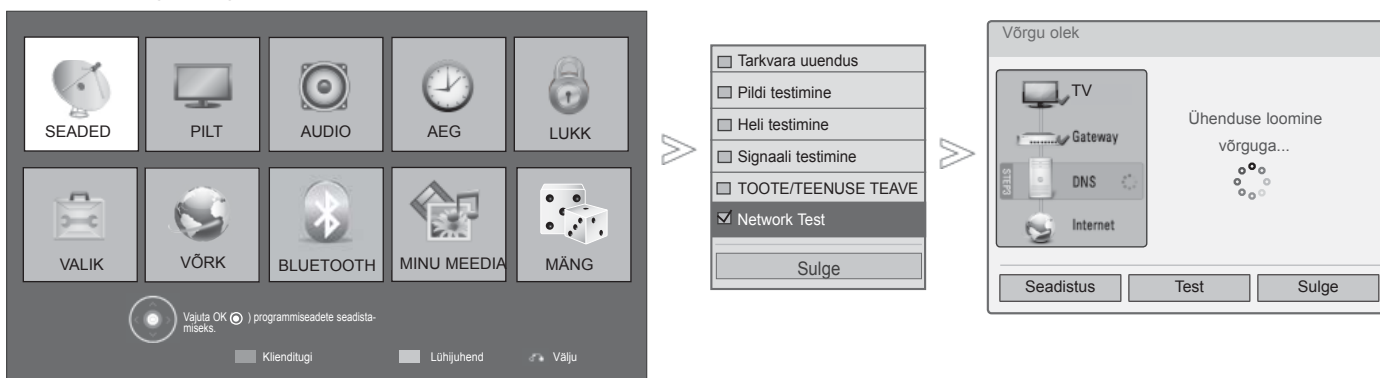 SEADED
PILT
AUDIO
AEG
LUKK
VALIK
VÕRK
BLUETOOTH
MINU MEEDIA
MÄNG
Vajuta OK ( ) programmiseadete seadista-
miseks.
Klienditugi
Lühijuhend
Välju
Tarkvara uuendus
Pildi testimine
Heli testimine
Signaali testimine
TOOTE/TEENUSE TEAVE
Network Test
Sulge
Võrgu olek
TV
Gateway
STEP3
DNS
Internet
Ühenduse loomine
võrguga...
Seadistus
Test
Sulge